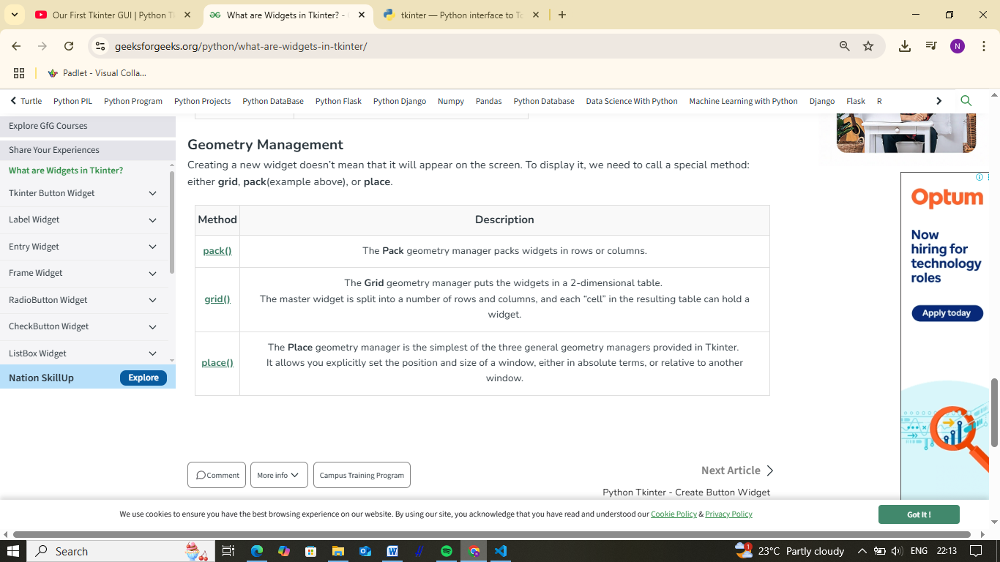 Our First Tkinter GUI | Python Tk
What are Widgets in Tkinter? - G
tkinter — Python interface to Tc
geeksforgeeks.org/python/what-are-widgets-in-tkinter/
N
Padlet - Visual Colla...
Turtle Python PIL Python Program Python Projects Python DataBase Python Flask Python Django Numpy Pandas Python Database Data Science With Python Machine Learning with Python Django Flask R
Explore GfG Courses
Share Your Experiences
What are Widgets in Tkinter?
Tkinter Button Widget
Label Widget
Entry Widget
Frame Widget
RadioButton Widget
CheckButton Widget
ListBox Widget
Nation SkillUp Explore
Geometry Management
Creating a new widget doesn't mean that it will appear on the screen. To display it, we need to call a special method:
either grid, pack(example above), or place.
Method Description
pack() The Pack geometry manager packs widgets in rows or columns.
grid() The Grid geometry manager puts the widgets in a 2-dimensional table.
The master widget is split into a number of rows and columns, and each “cell” in the resulting table can hold a
widget.
place() The Place geometry manager is the simplest of the three general geometry managers provided in Tkinter.
It allows you explicitly set the position and size of a window, either in absolute terms, or relative to another
window.
Comment More info Campus Training Program
Next Article
Python Tkinter - Create Button Widget
Optum
Now
hiring for
technology
roles
Apply today
We use cookies to ensure you have the best browsing experience on our website. By using our site, you acknowledge that you have read and understood our Cookie Policy & Privacy Policy
Got It !
Search
1 23°C Partly cloudy ENG 22:13